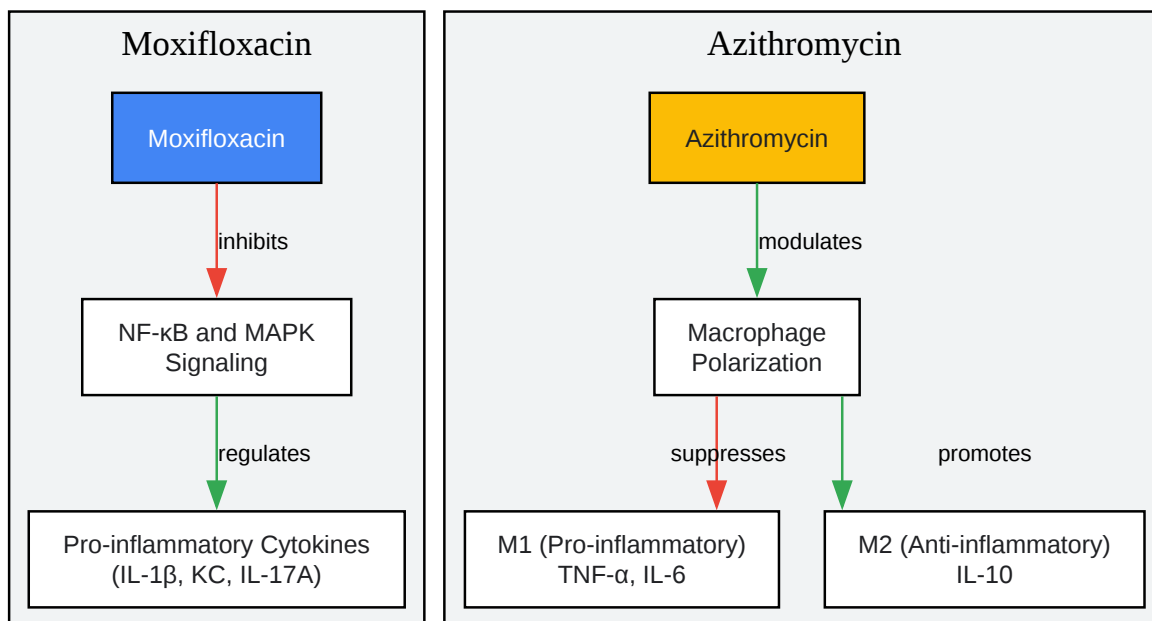 Moxifloxacin
Moxifloxacin
inhibits
NF-κB and MAPK
Signaling
regulates
Pro-inflammatory Cytokines
(IL-1β, KC, IL-17A)
Azithromycin
Azithromycin
modulates
Macrophage
Polarization
suppresses
promotes
M1 (Pro-inflammatory)
TNF-α, IL-6
M2 (Anti-inflammatory)
IL-10